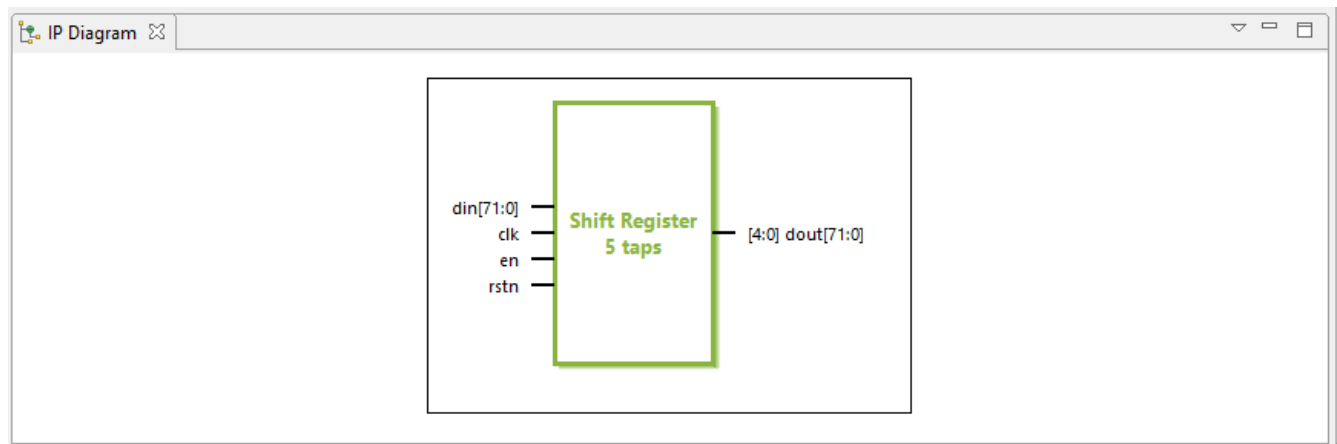 IP Diagram
din[71:0]
clk
en
rstn
Shift Register
5 taps
[4:0] dout[71:0]